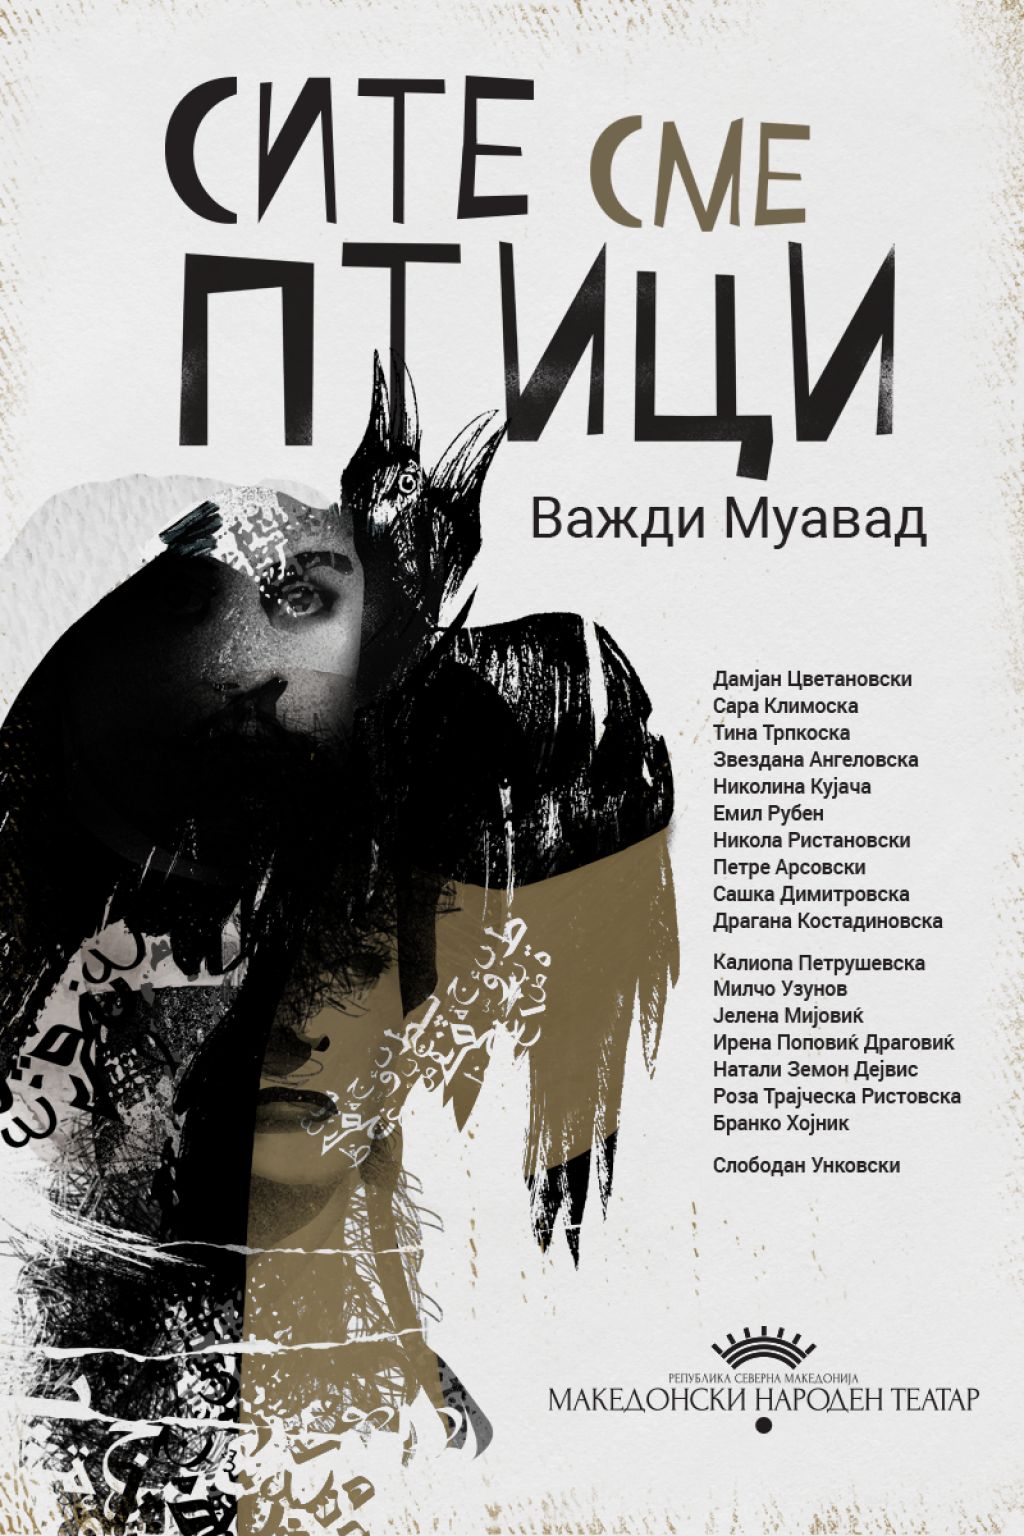 СИТЕ СМЕ
ПТИЦИ
Важди Муавад
Дамјан Цветановски
Сара Климоска
Тина Трпкоска
Звездана Ангеловска
Николина Кујача
Емил Рубен
Никола Ристановски
Петре Арсовски
Сашка Димитровска
Драгана Костадиновска
Калиопа Петрушевска
Милчо Узунов
Јелена Мијовиќ
Ирена Поповиќ Драговиќ
Натали Земон Дејвис
Роза Трајческа Ристовска
Бранко Хојник
Слободан Унковски
РЕПУБЛИКА СЕВЕРНА МАКЕДОНИЈА
МАКЕДОНСКИ НАРОДЕН ТЕАТАР